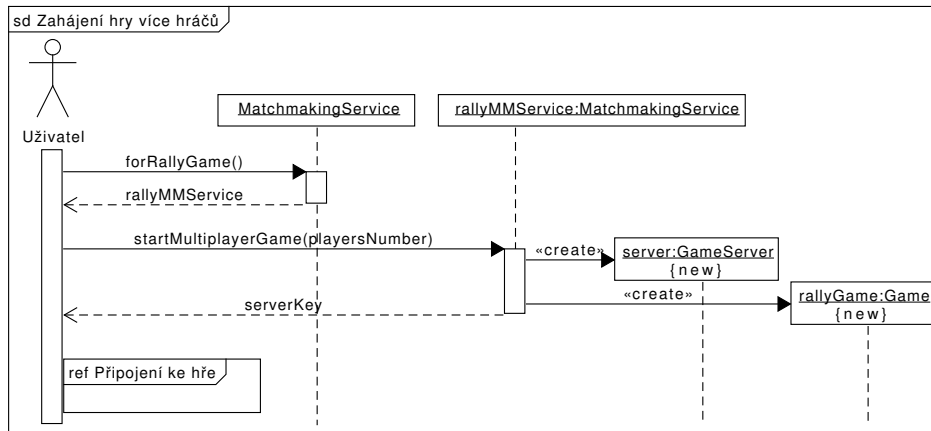 sd Zahájení hry více hráčů
Uživatel
MatchmakingService
rallyMMService:MatchmakingService
forRallyGame()
rallyMMService
startMultiplayerGame(playersNumber)
«create»
server:GameServer
{new}
«create»
rallyGame:Game
{new}
serverKey
ref Připojení ke hře